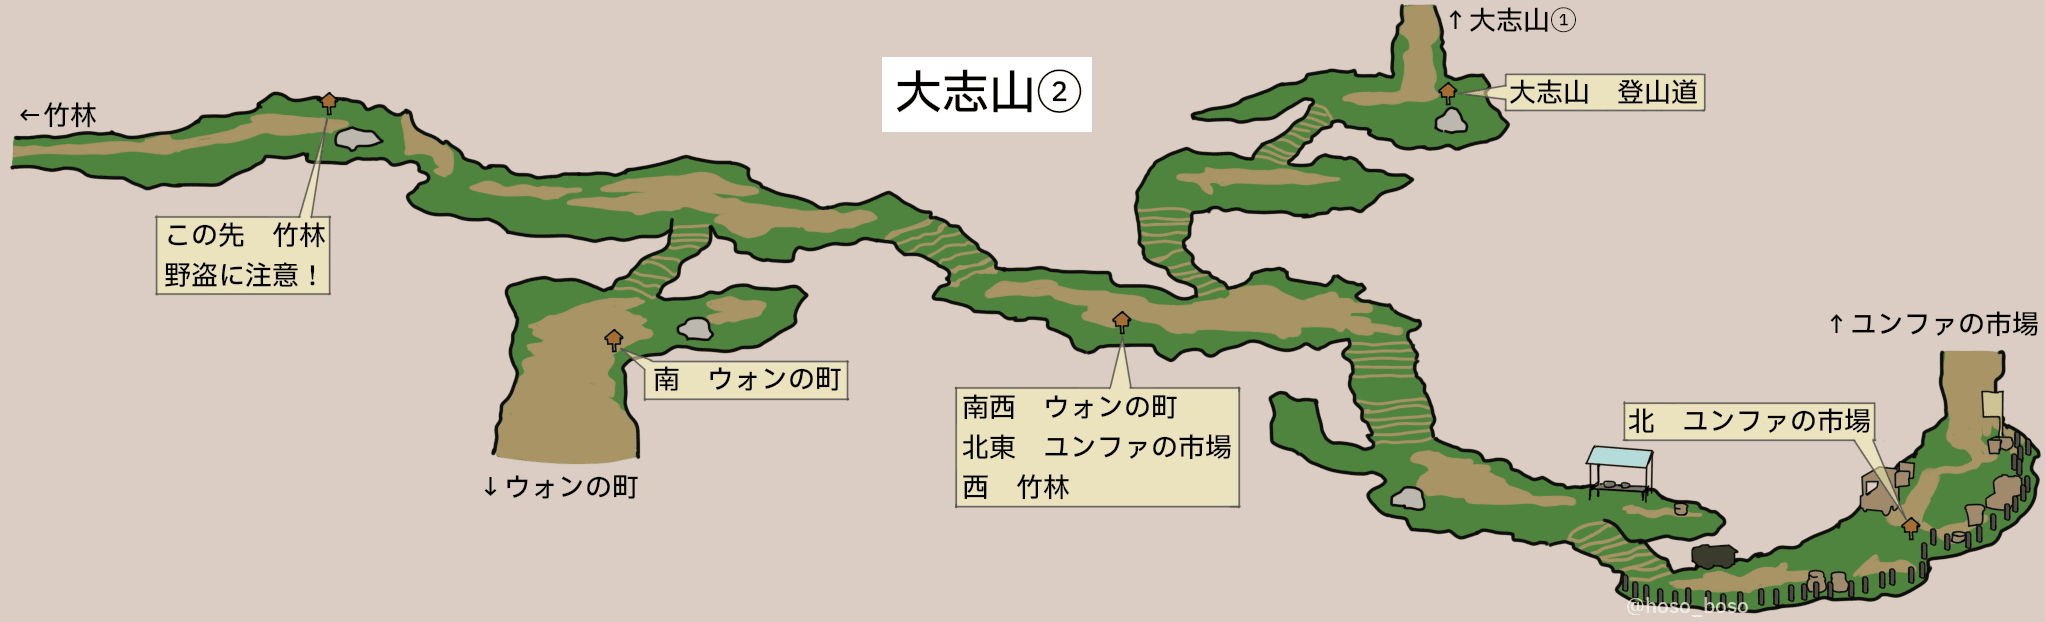 大志山②
↑大志山①
大志山　登山道
←竹林
この先　竹林
野盗に注意！
南　ウォンの町
↓ウォンの町
南西　ウォンの町
北東　ユンファの市場
西　竹林
↑ユンファの市場
北　ユンファの市場
@hoso_boso